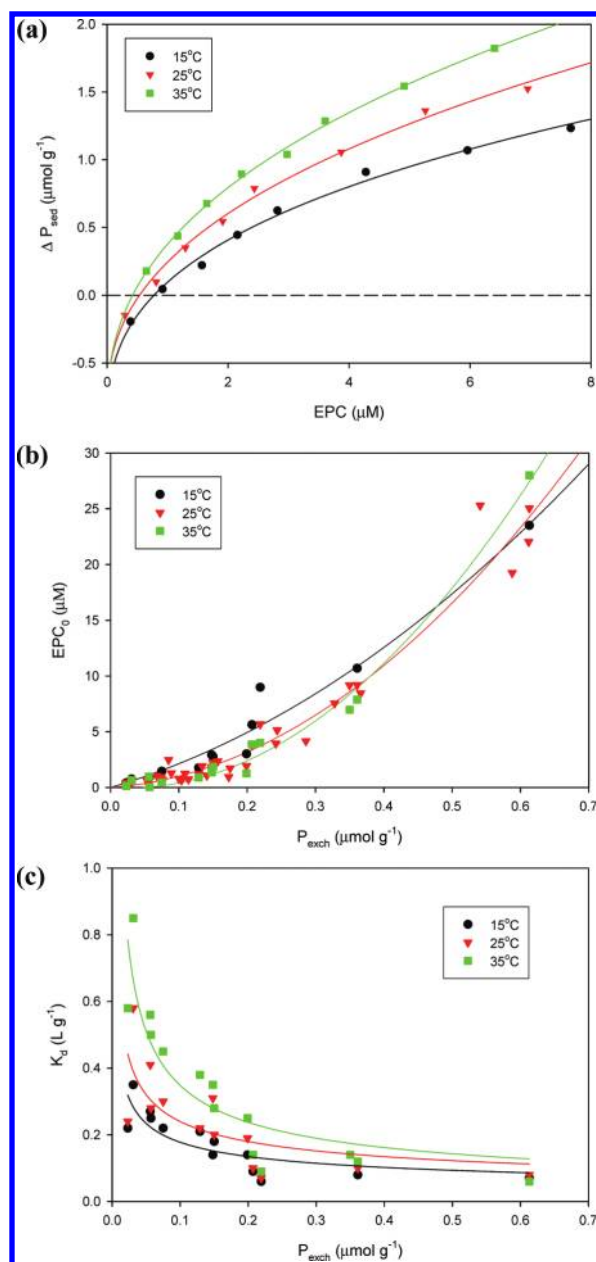 (a)
2.0
15°C
25°C
35°C
1.5
1.0
0.5
0.0
-0.5
Δ P_sed (μmol g⁻¹)
0 2 4 6 8
EPC (μM)
(b)
30
15°C
25°C
35°C
25
20
15
10
5
0
EPC₀ (μM)
0.0 0.1 0.2 0.3 0.4 0.5 0.6 0.7
P_exch (μmol g⁻¹)
(c)
1.0
15°C
25°C
35°C
0.8
0.6
0.4
0.2
0.0
K_d (L g⁻¹)
0.0 0.1 0.2 0.3 0.4 0.5 0.6 0.7
P_exch (μmol g⁻¹)